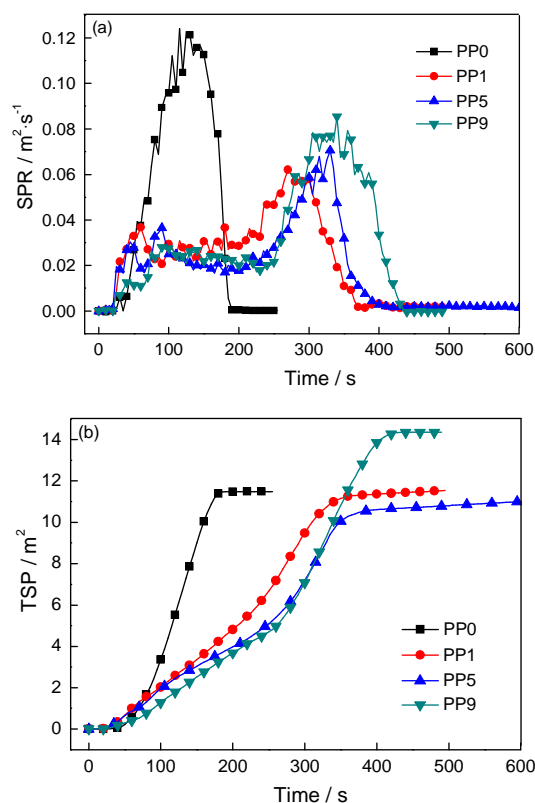 (a)
PP0
PP1
PP5
PP9
SPR / m²·s⁻¹
0.12
0.10
0.08
0.06
0.04
0.02
0.00
0 100 200 300 400 500 600
Time / s
(b)
TSP / m²
14
12
10
8
6
4
2
0
PP0
PP1
PP5
PP9
0 100 200 300 400 500 600
Time / s